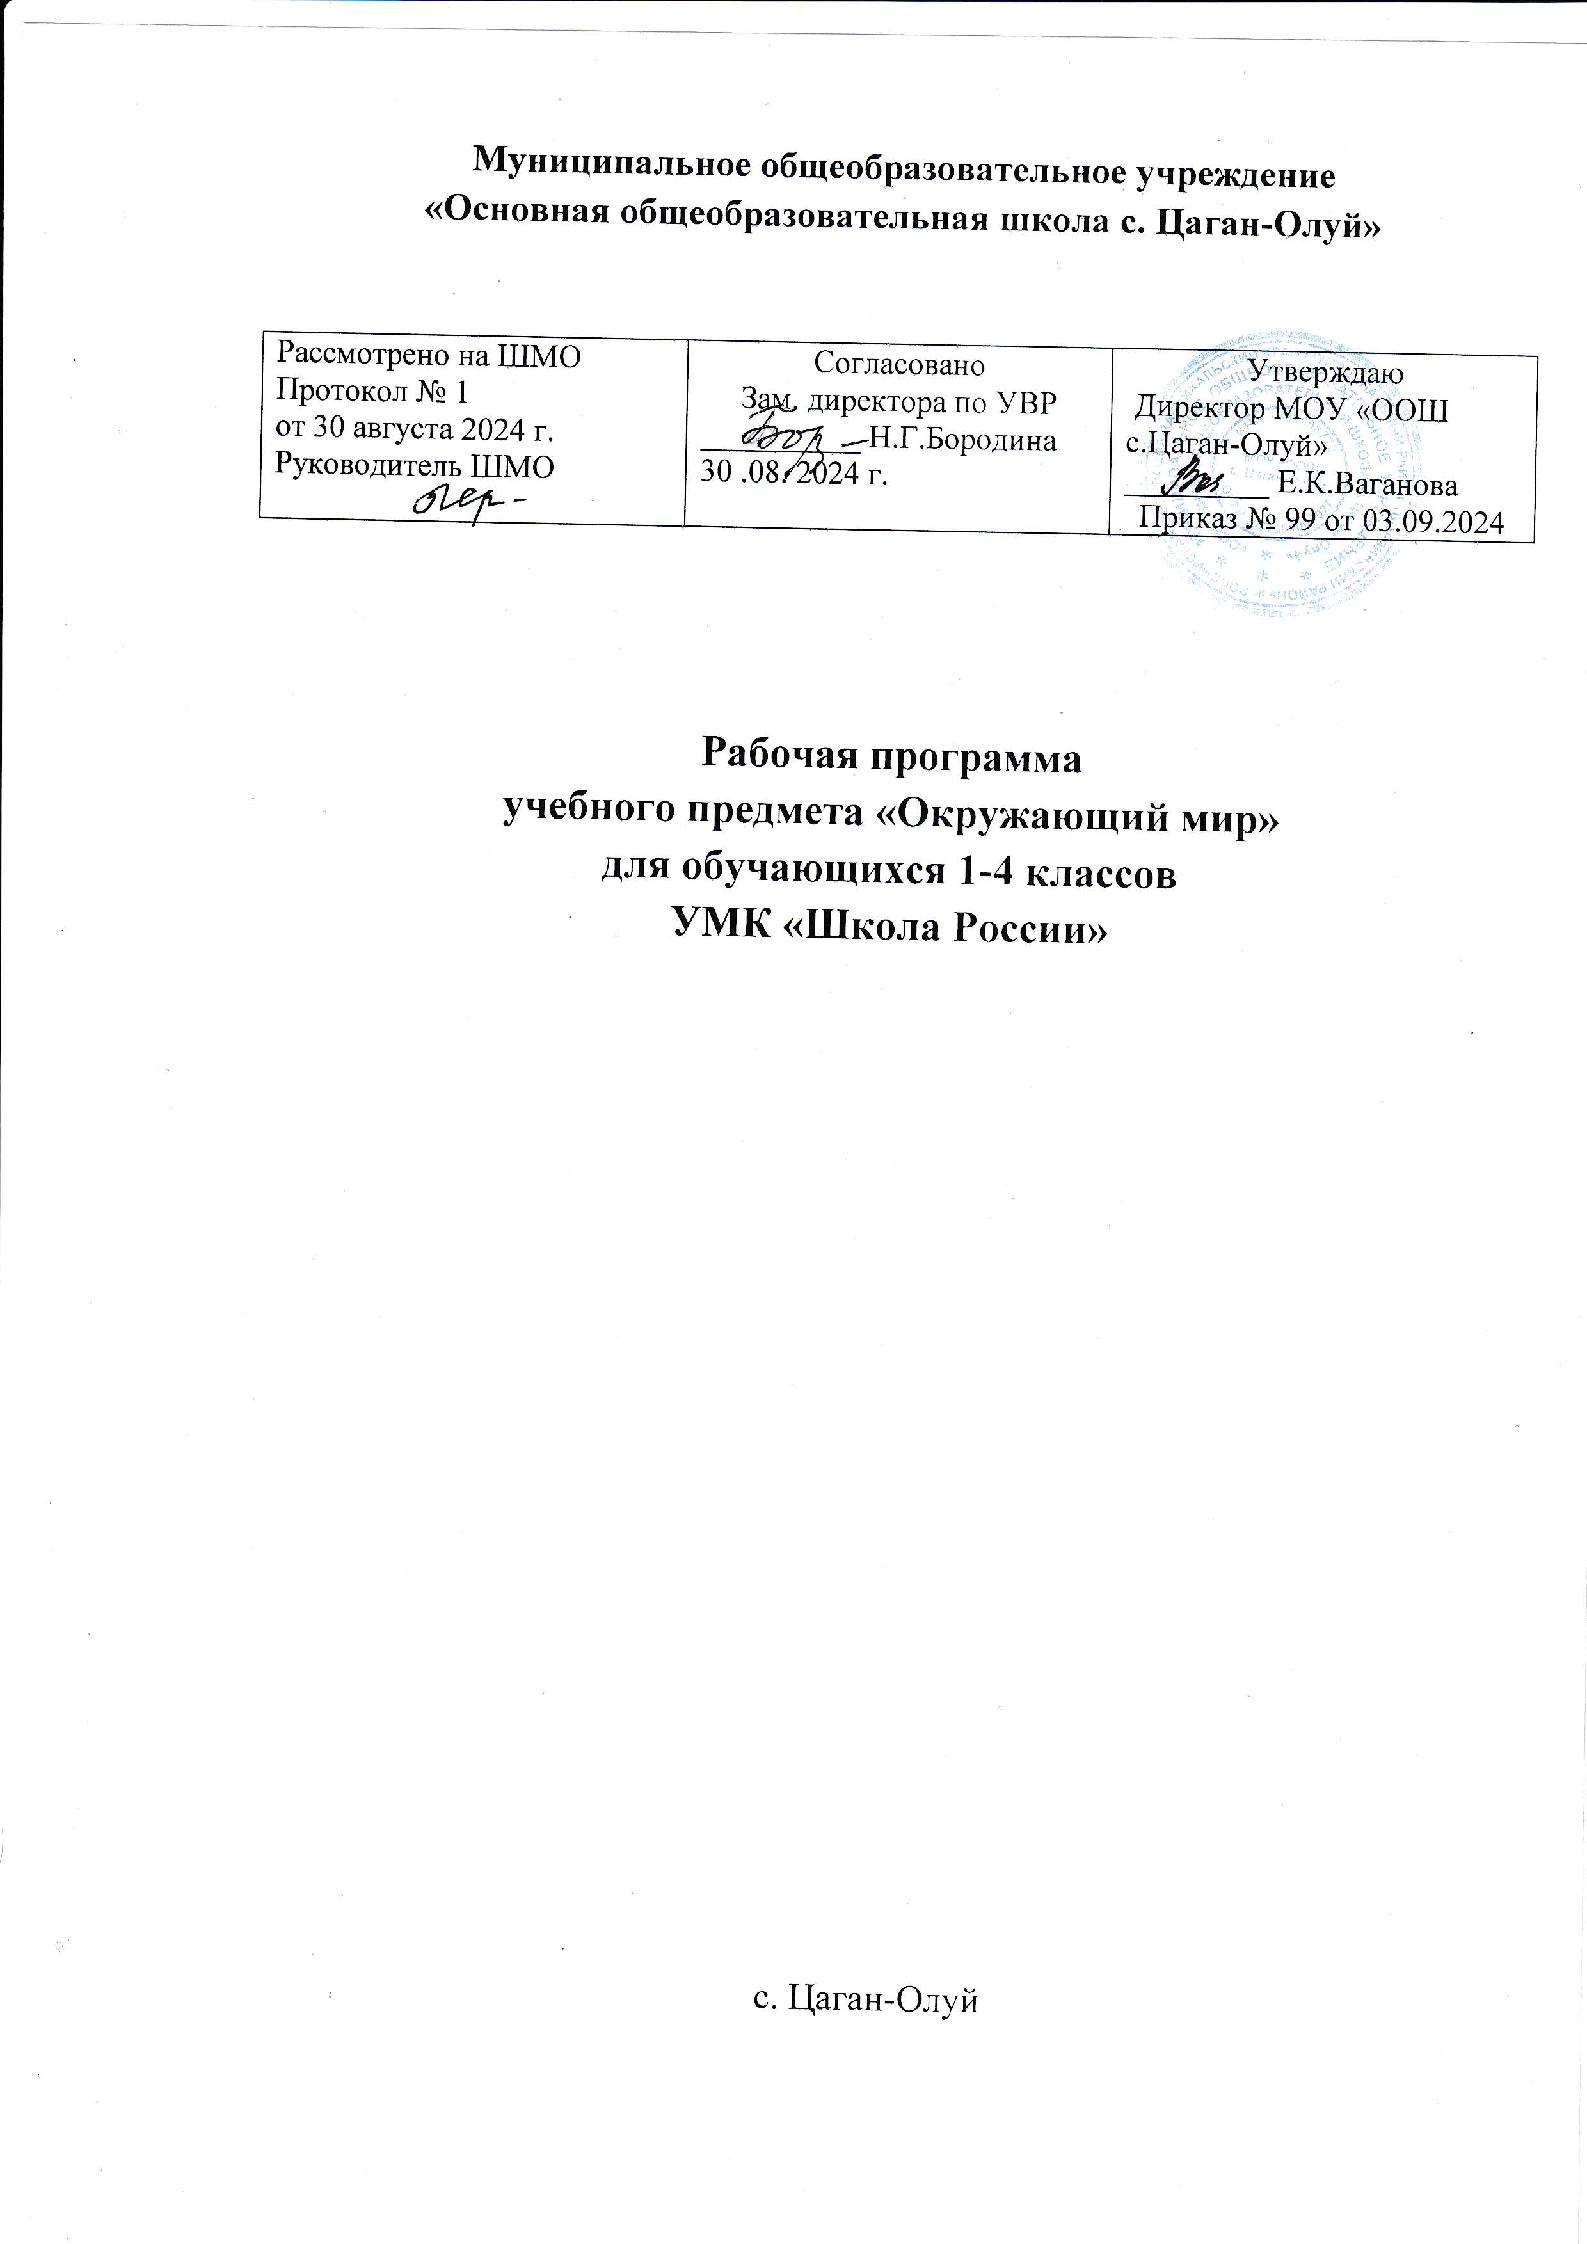 Муниципальное общеобразовательное учреждение
«Основная общеобразовательная школа с. Цаган-Олуй»
Рассмотрено на ШМО
Протокол № 1
от 30 августа 2024 г.
Руководитель ШМО
Согласовано
Зам. директора по УВР
Н.Г.Бородина
30 .08.2024 г.
Утверждаю
Директор МОУ «ООШ
с.Цаган-Олуй»
Е.К.Ваганова
Приказ № 99 от 03.09.2024
Рабочая программа
учебного предмета «Окружающий мир»
для обучающихся 1-4 классов
УМК «Школа России»
с. Цаган-Олуй